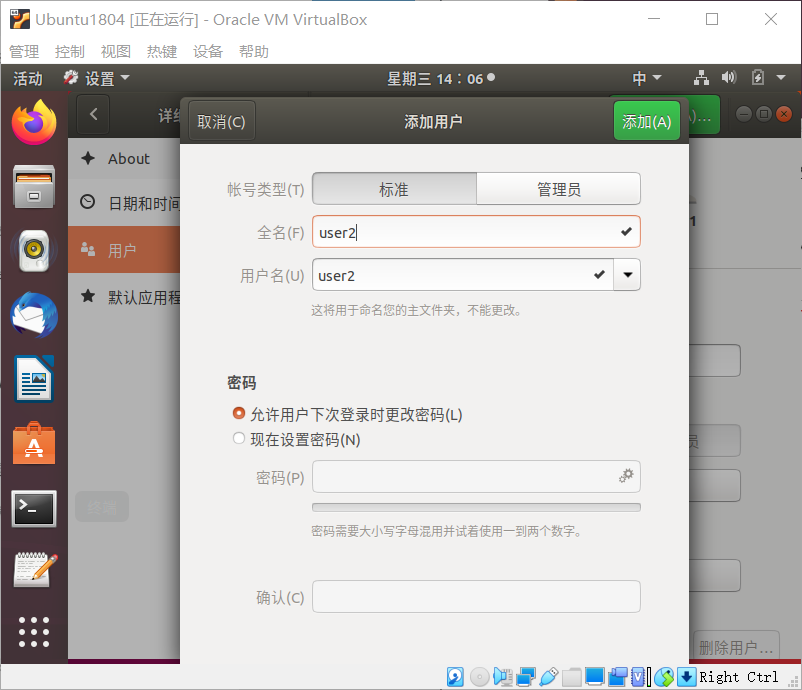 Ubuntu1804 [正在运行] - Oracle VM VirtualBox
管理 控制 视图 热键 设备 帮助
活动 设置 星期三 14：06 中
取消(C) 添加用户 添加(A)
About
日期和时间
用户
默认应用程
帐号类型(T) 标准 管理员
全名(F) user2
用户名(U) user2
这将用于命名您的主文件夹，不能更改。
密码
允许用户下次登录时更改密码(L)
现在设置密码(N)
密码(P)
密码需要大小写字母混用并试着使用一到两个数字。
确认(C)
删除用户...
Right Ctrl